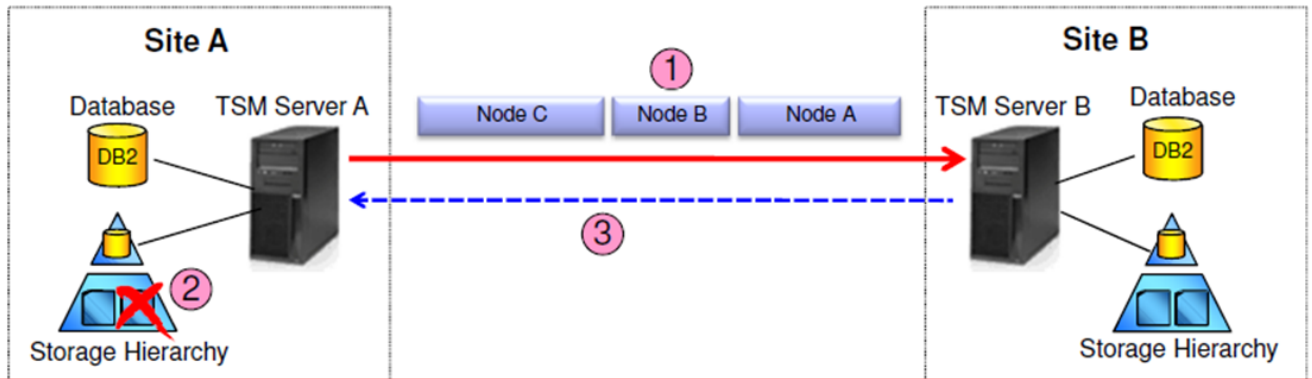 Site A
Site B
1
Database
TSM Server A
Node C
Node B
Node A
TSM Server B
Database
DB2
DB2
3
2
Storage Hierarchy
Storage Hierarchy